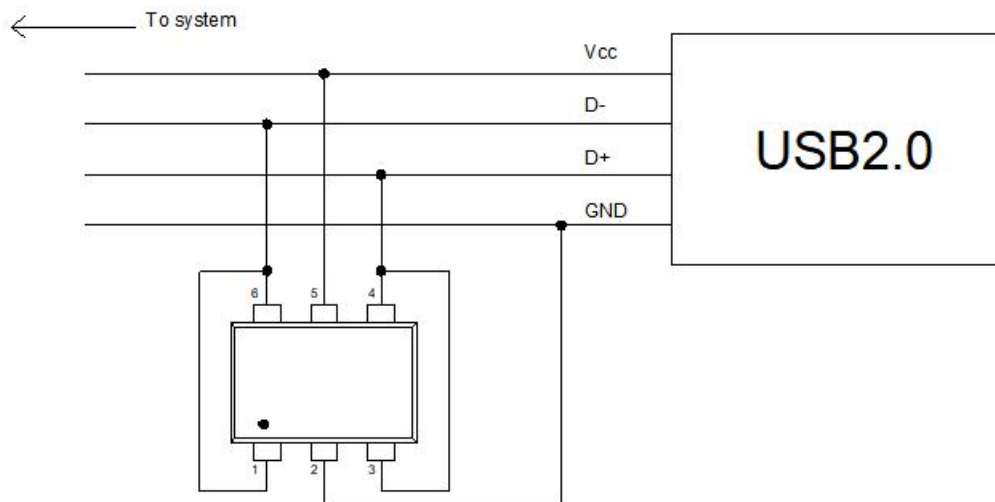 To system
Vcc
D-
D+
GND
USB2.0
6 5 4
1 2 3